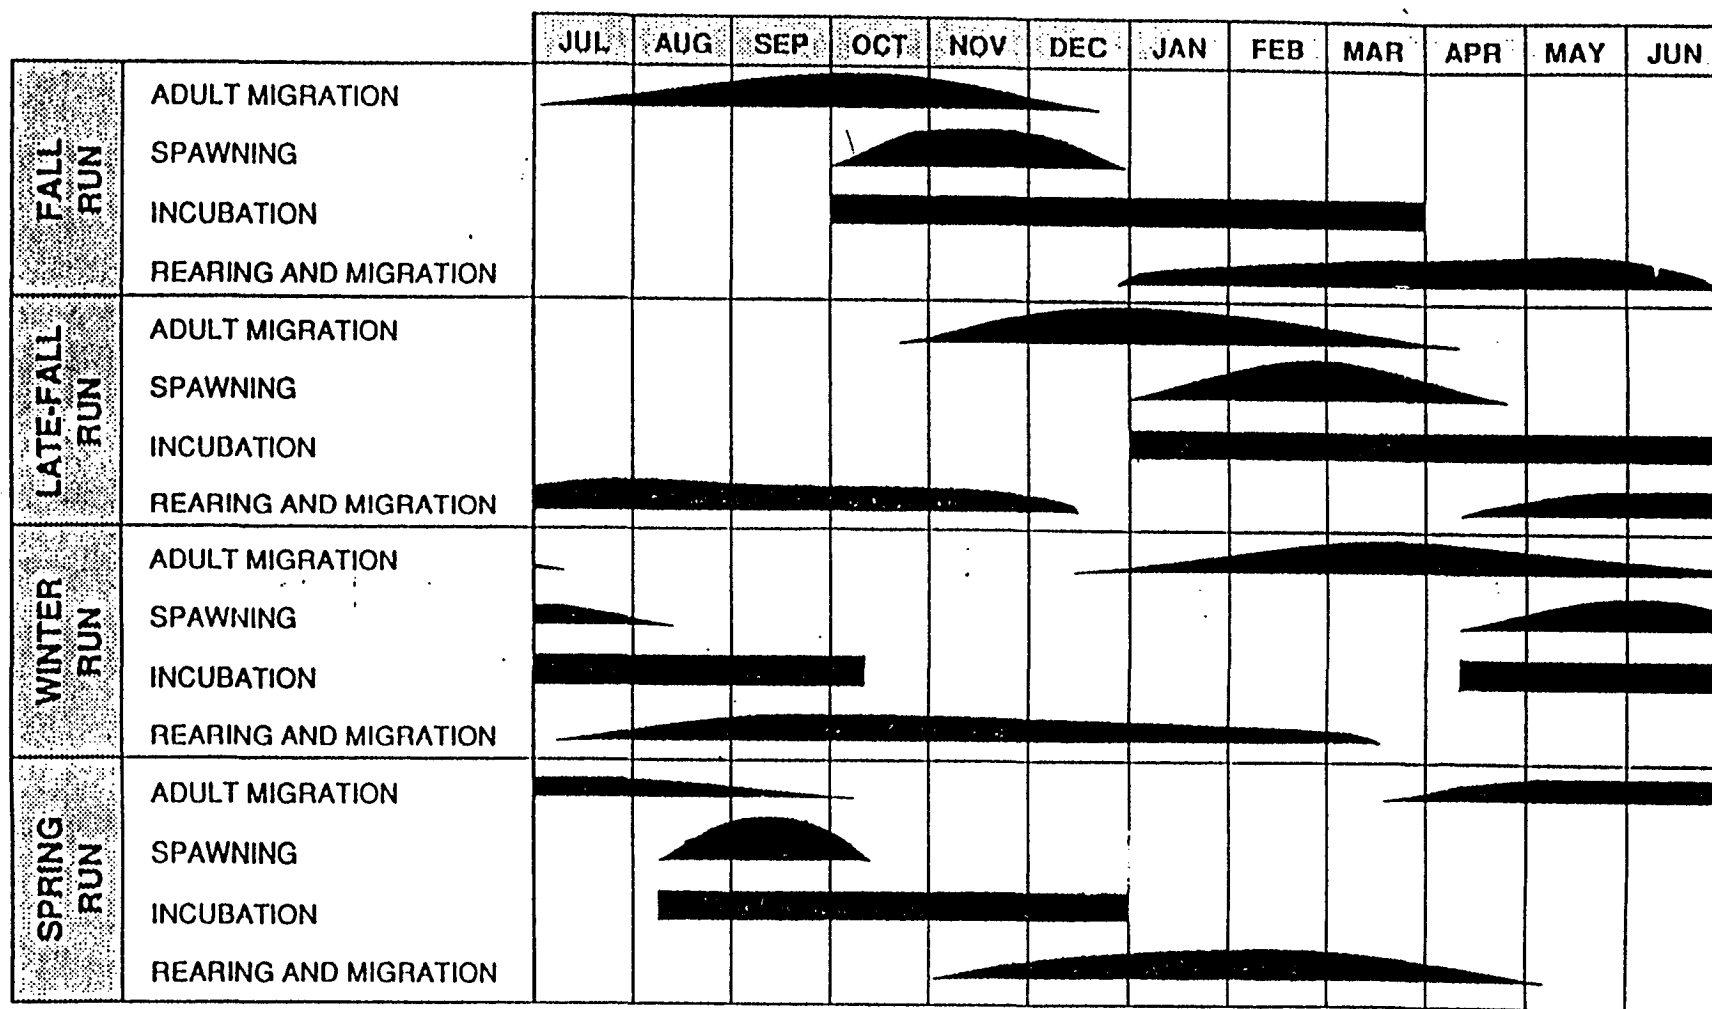 JUL AUG SEP OCT NOV DEC JAN FEB MAR APR MAY JUN
FALL
RUN
ADULT MIGRATION
SPAWNING
INCUBATION
REARING AND MIGRATION
LATE-FALL
RUN
ADULT MIGRATION
SPAWNING
INCUBATION
REARING AND MIGRATION
WINTER
RUN
ADULT MIGRATION
SPAWNING
INCUBATION
REARING AND MIGRATION
SPRING
RUN
ADULT MIGRATION
SPAWNING
INCUBATION
REARING AND MIGRATION